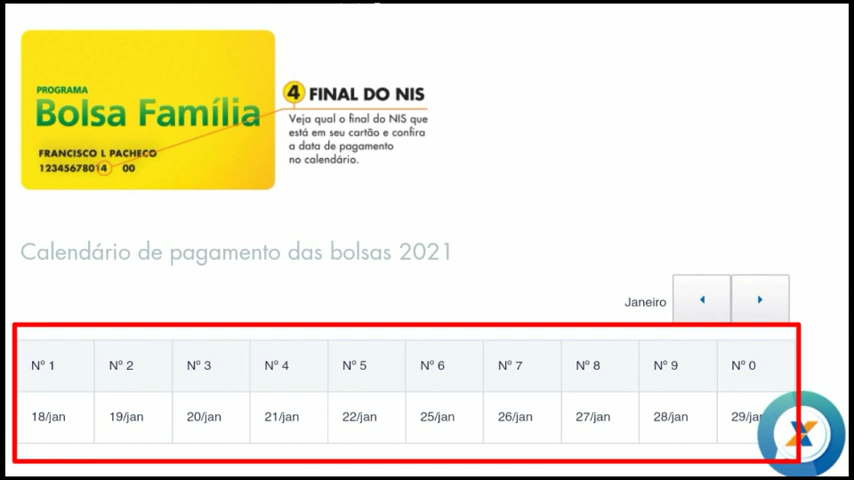 PROGRAMA
Bolsa Família
FRANCISCO L PACHECO
12345678014 00
4 FINAL DO NIS
Veja qual o final do NIS que
está em seu cartão e confira
a data de pagamento
no calendário.
Calendário de pagamento das bolsas 2021
Janeiro
Nº 1 Nº 2 Nº 3 Nº 4 Nº 5 Nº 6 Nº 7 Nº 8 Nº 9 Nº 0
18/jan 19/jan 20/jan 21/jan 22/jan 25/jan 26/jan 27/jan 28/jan 29/jan